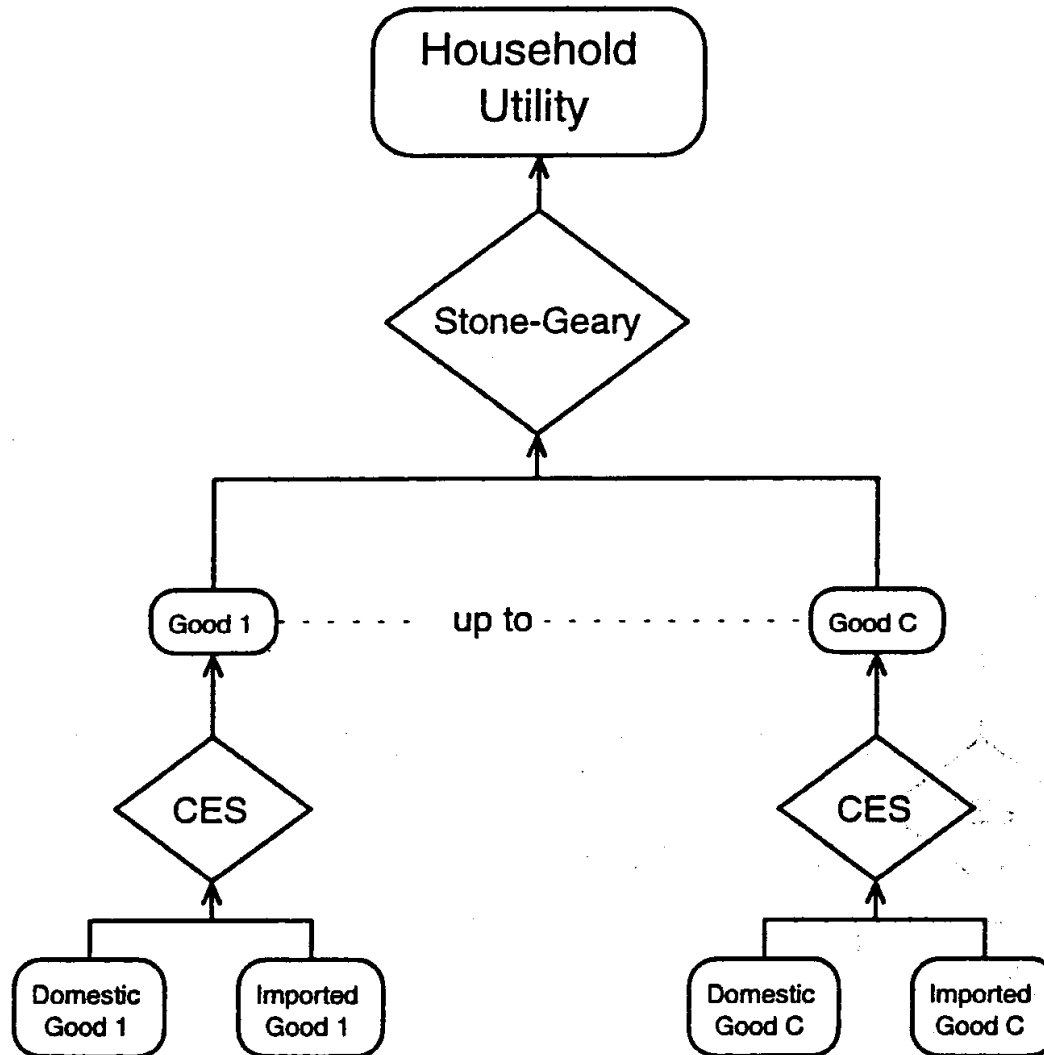 Household
Utility
Stone-Geary
Good 1
up to
Good C
CES
CES
Domestic
Good 1
Imported
Good 1
Domestic
Good C
Imported
Good C